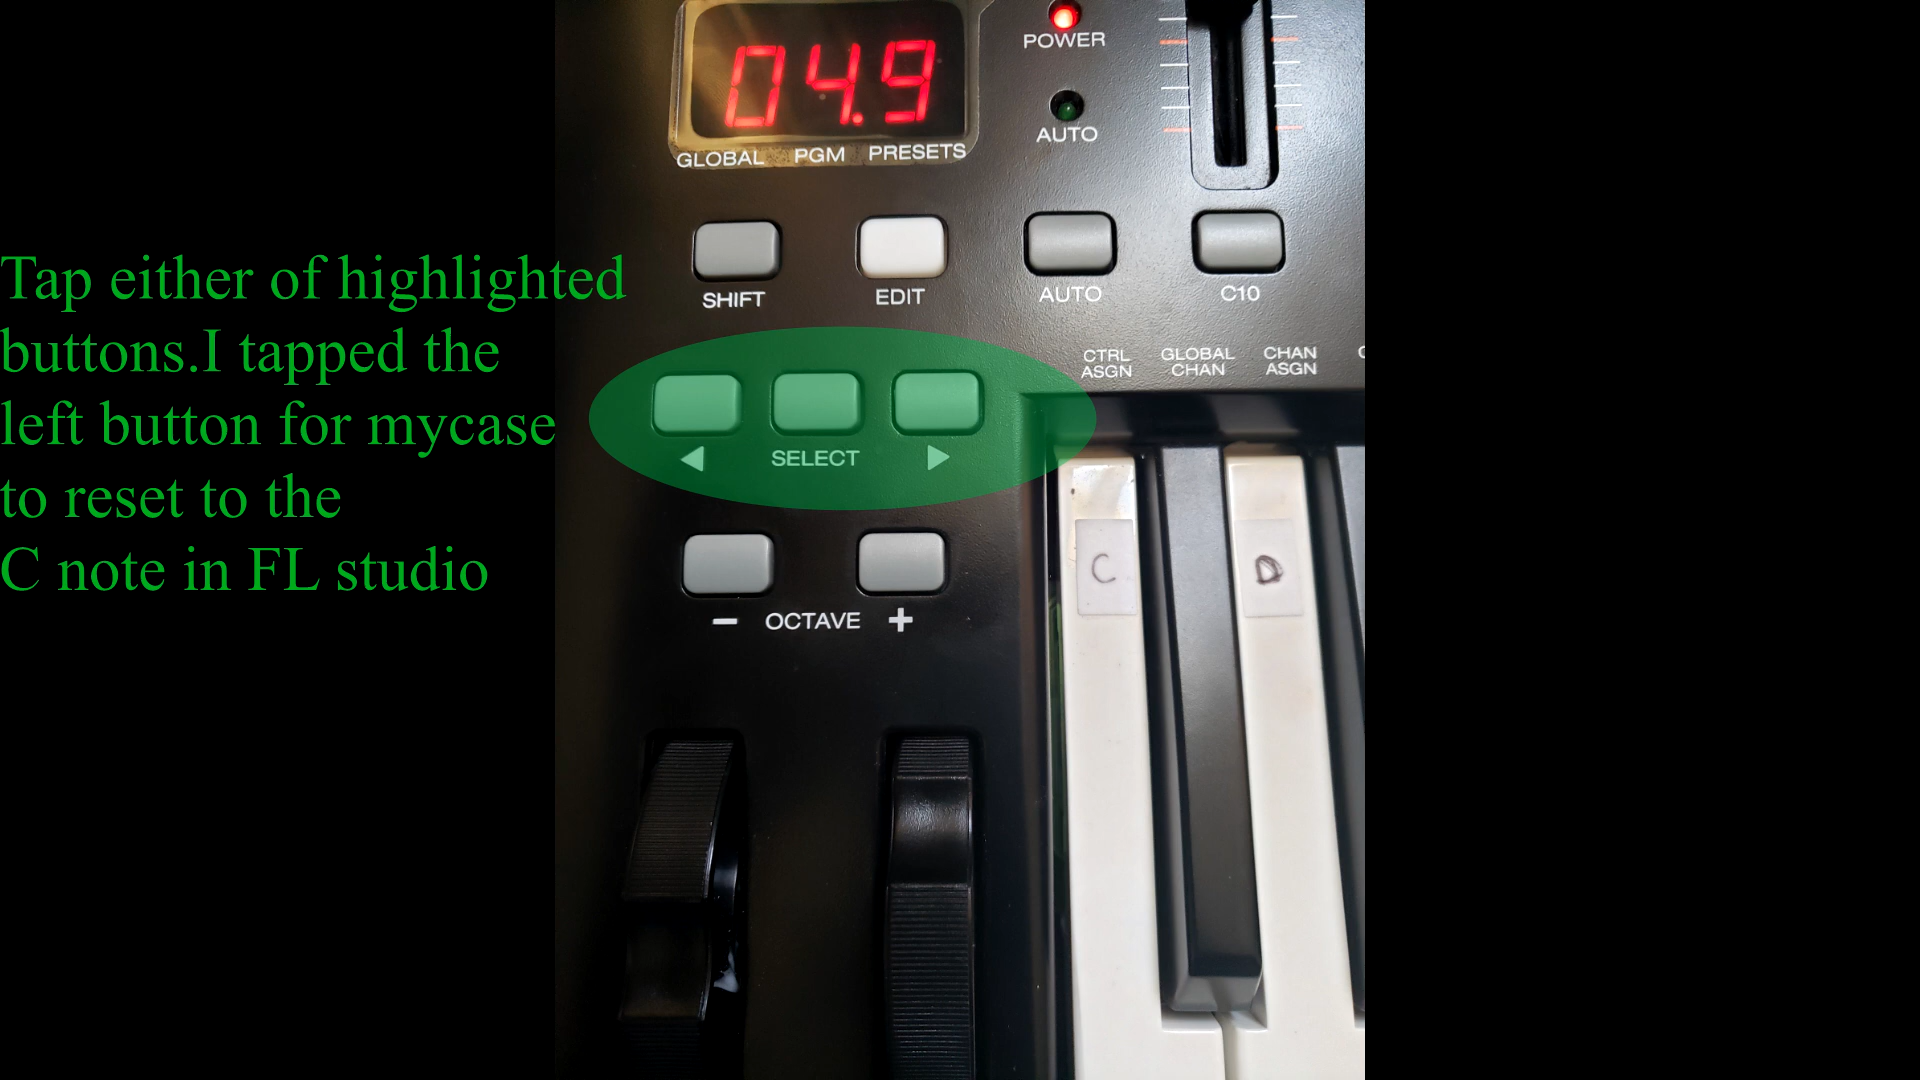 04.9
GLOBAL PGM PRESETS
POWER
AUTO
SHIFT
EDIT
AUTO
C10
Tap either of highlighted
buttons.I tapped the
left button for mycase
to reset to the
C note in FL studio
CTRL
ASGN
GLOBAL
CHAN
CHAN
ASGN
◀ SELECT ▶
C
D
− OCTAVE +